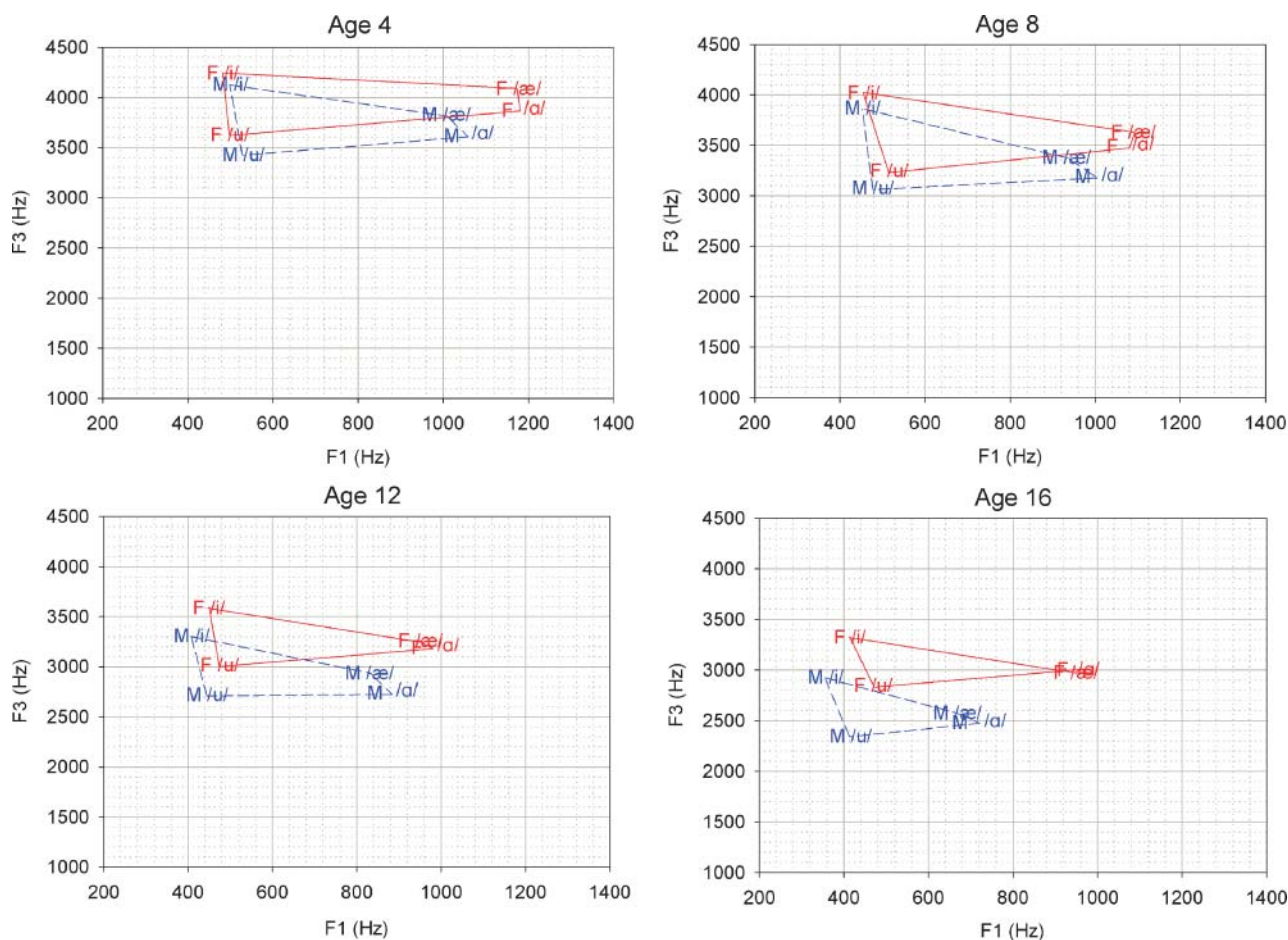 Age 4
4500
F /i/
M /i/
F /æ/
4000
M /æ/
F /ɑ/
F /u/
M /ɑ/
3500
M /u/
F3 (Hz)
3000
2500
2000
1500
1000
200 400 600 800 1000 1200 1400
F1 (Hz)
Age 8
4500
F /i/
4000
M /i/
F /æ/
3500
F /ɑ/
M /æ/
F /u/
M /ɑ/
M /u/
3000
F3 (Hz)
2500
2000
1500
1000
200 400 600 800 1000 1200 1400
F1 (Hz)
Age 12
4500
4000
F /i/
3500
M /i/
F /æ/
F /ɑ/
F /u/
3000
M /æ/
M /u/
M /ɑ/
F3 (Hz)
2500
2000
1500
1000
200 400 600 800 1000 1200 1400
F1 (Hz)
Age 16
4500
4000
3500
F /i/
3000
F /ɑ/
F /æ/
M /i/
F /u/
M /æ/
2500
M /ɑ/
M /u/
F3 (Hz)
2000
1500
1000
200 400 600 800 1000 1200 1400
F1 (Hz)